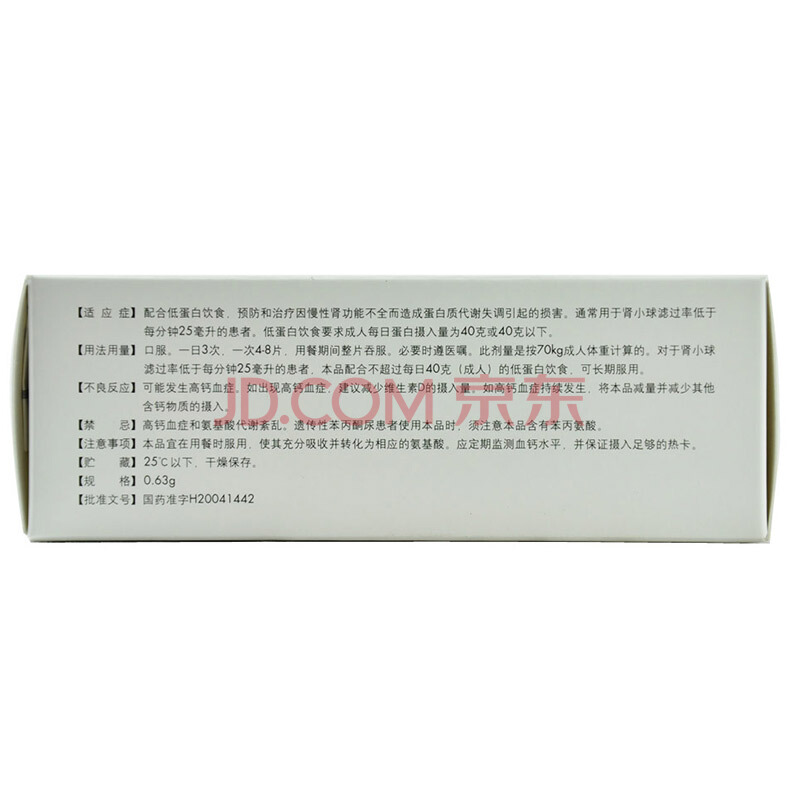 【适 应 症】配合低蛋白饮食，预防和治疗因慢性肾功能不全而造成蛋白质代谢失调引起的损害。通常用于肾小球滤过率低于
每分钟25毫升的患者。低蛋白饮食要求成人每日蛋白摄入量为40克或40克以下。
【用法用量】口服。一日3次，一次4-8片，用餐期间整片吞服。必要时遵医嘱。此剂量是按70kg成人体重计算的。对于肾小球
滤过率低于每分钟25毫升的患者，本品配合不超过每日40克（成人）的低蛋白饮食，可长期服用。
【不良反应】可能发生高钙血症。如出现高钙血症，建议减少维生素D的摄入量。如高钙血症持续发生，将本品减量并减少其他
含钙物质的摄入。
JD.COM 京东
【禁 忌】高钙血症和氨基酸代谢紊乱。遗传性苯丙酮尿患者使用本品时，须注意本品含有苯丙氨酸。
【注意事项】本品宜在用餐时服用，使其充分吸收并转化为相应的氨基酸。应定期监测血钙水平，并保证摄入足够的热卡。
【贮 藏】25℃以下，干燥保存。
【规 格】0.63g
【批准文号】国药准字H20041442